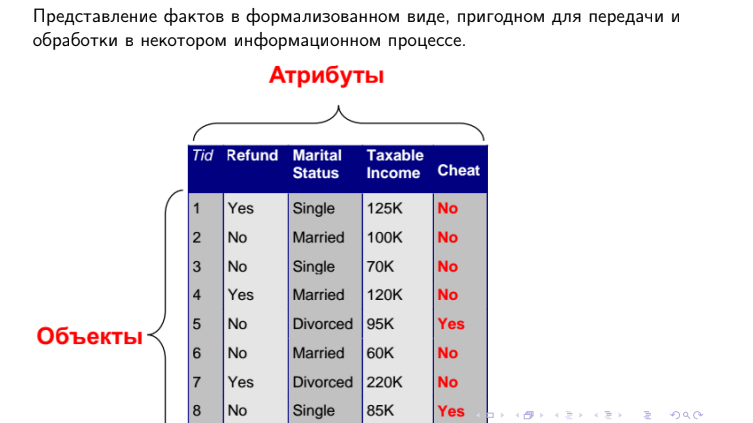 Представление фактов в формализованном виде, пригодном для передачи и
обработки в некотором информационном процессе.
Атрибуты
Tid Refund Marital Status Taxable Income Cheat
1 Yes Single 125K No
2 No Married 100K No
3 No Single 70K No
4 Yes Married 120K No
5 No Divorced 95K Yes
6 No Married 60K No
7 Yes Divorced 220K No
8 No Single 85K Yes
Объекты